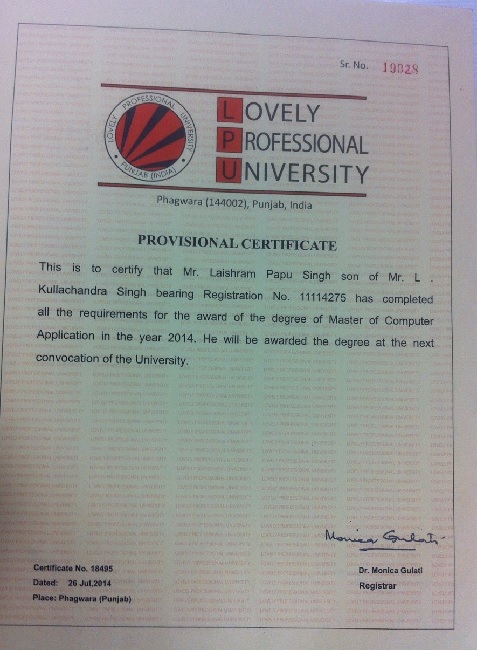 Sr. No. 19028
LOVELY PROFESSIONAL UNIVERSITY
PUNJAB (INDIA)
LOVELY
PROFESSIONAL
UNIVERSITY
Phagwara (144002), Punjab, India
PROVISIONAL CERTIFICATE
This is to certify that Mr. Laishram Papu Singh son of Mr. L .
Kullachandra Singh bearing Registration No. 11114275 has completed
all the requirements for the award of the degree of Master of Computer
Application in the year 2014. He will be awarded the degree at the next
convocation of the University.
Monica Gulati
Certificate No. 18495
Dated: 26 Jul,2014
Place: Phagwara (Punjab)
Dr. Monica Gulati
Registrar